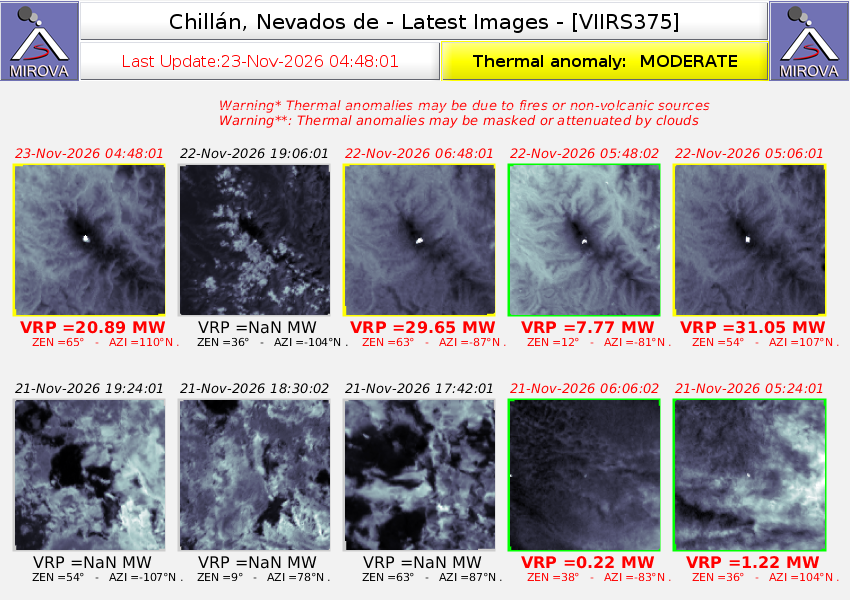 Chillán, Nevados de - Latest Images - [VIIRS375]
MIROVA
MIROVA
Last Update:23-Nov-2026 04:48:01
Thermal anomaly: MODERATE
Warning* Thermal anomalies may be due to fires or non-volcanic sources
Warning**: Thermal anomalies may be masked or attenuated by clouds
23-Nov-2026 04:48:01 22-Nov-2026 19:06:01 22-Nov-2026 06:48:01 22-Nov-2026 05:48:02 22-Nov-2026 05:06:01
VRP =20.89 MW VRP =NaN MW VRP =29.65 MW VRP =7.77 MW VRP =31.05 MW
ZEN =65° - AZI =110°N . ZEN =36° - AZI =-104°N . ZEN =63° - AZI =-87°N . ZEN =12° - AZI =-81°N . ZEN =54° - AZI =107°N .
21-Nov-2026 19:24:01 21-Nov-2026 18:30:02 21-Nov-2026 17:42:01 21-Nov-2026 06:06:02 21-Nov-2026 05:24:01
VRP =NaN MW VRP =NaN MW VRP =NaN MW VRP =0.22 MW VRP =1.22 MW
ZEN =54° - AZI =-107°N . ZEN =9° - AZI =78°N . ZEN =63° - AZI =87°N . ZEN =38° - AZI =-83°N . ZEN =36° - AZI =104°N .